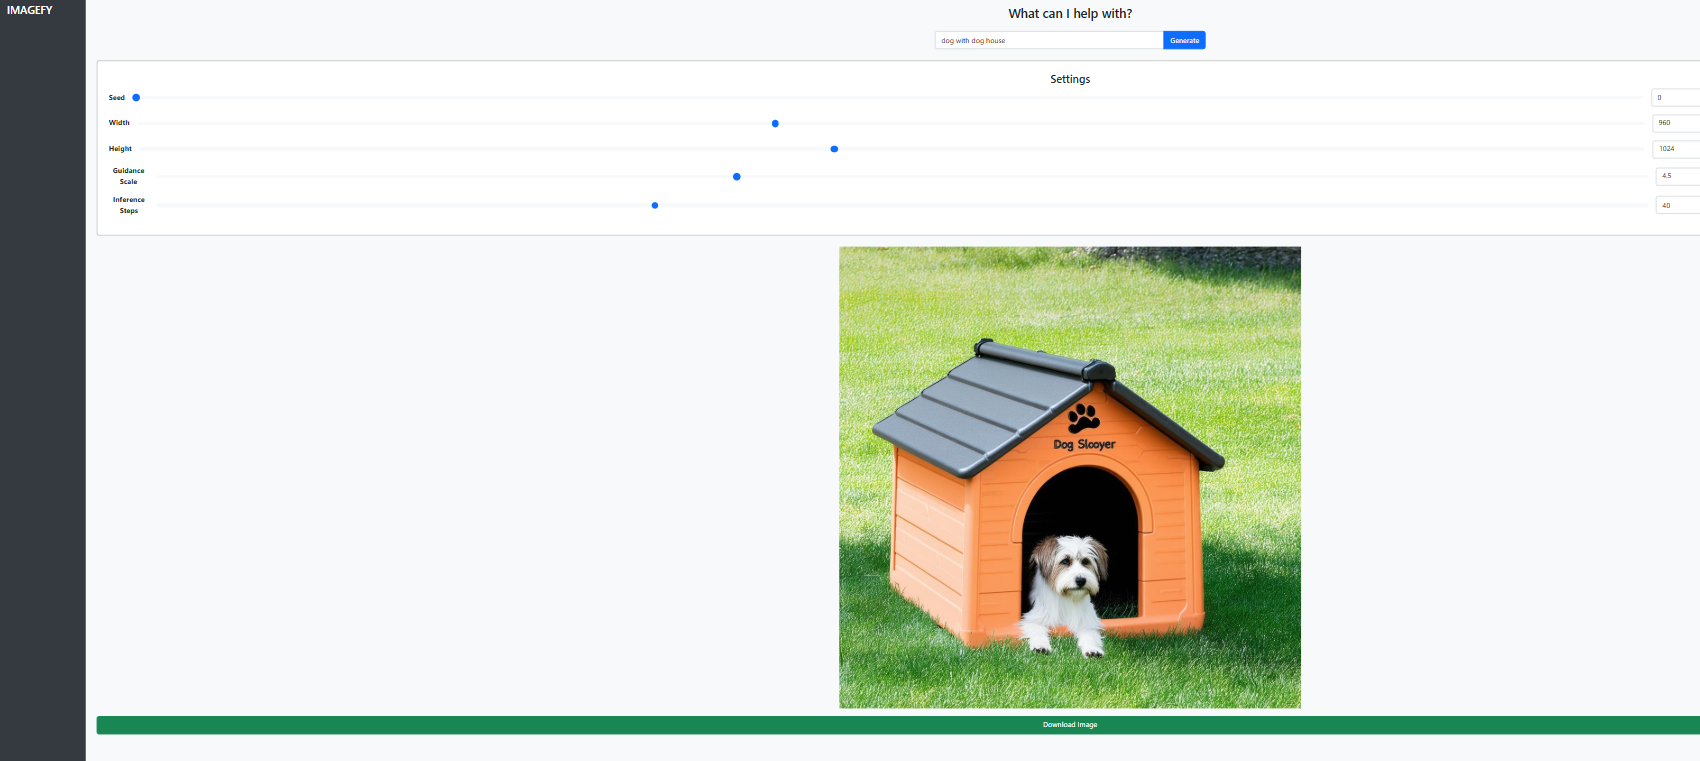 IMAGEFY
What can I help with?
dog with dog house
Generate
Settings
Seed
0
Width
960
Height
1024
Guidance
Scale
4.5
Inference
Steps
40
Dog Slooyer
Download Image